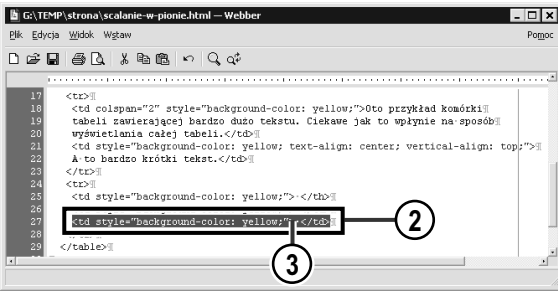 G:\TEMP\strona\scalanie-w-pionie.html — Webber
Plik Edycja Widok Wstaw Pomoc
17 <tr>¶
18 <td colspan="2" style="background-color: yellow;">Oto przykład komórki¶
19 tabeli zawierającej bardzo dużo tekstu. Ciekawe jak to wpłynie na·sposób¶
20 wyświetlania całej tabeli.</td>¶
21 <td style="background-color: yellow; text-align: center; vertical-align: top;">¶
22 A·to bardzo krótki tekst.</td>¶
23 </tr>¶
24 <tr>¶
25 <td style="background-color: yellow;">·</th>¶
26
27 <td style="background-color: yellow;"> </td>¶
28
29 </table>¶
2
3